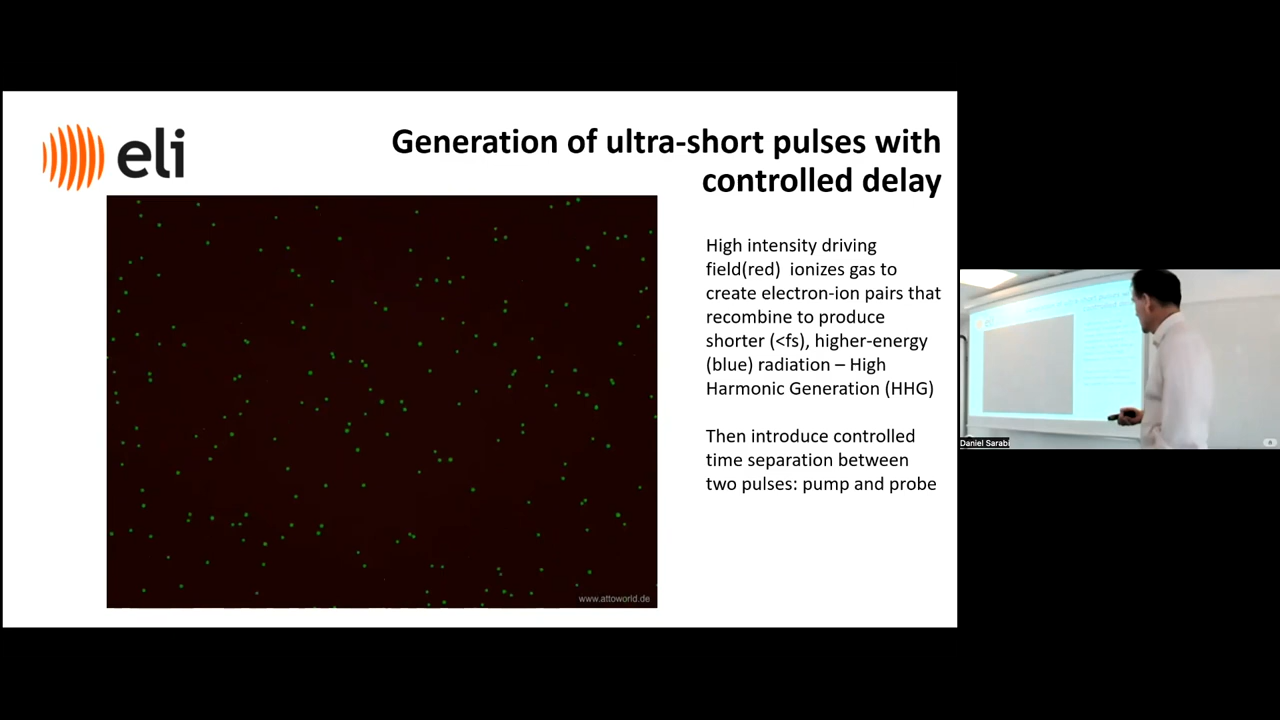 eli
Generation of ultra-short pulses with
controlled delay
High intensity driving
field(red) ionizes gas to
create electron-ion pairs that
recombine to produce
shorter (<fs), higher-energy
(blue) radiation – High
Harmonic Generation (HHG)
Then introduce controlled
time separation between
two pulses: pump and probe
www.attoworld.de
Daniel Sarabi